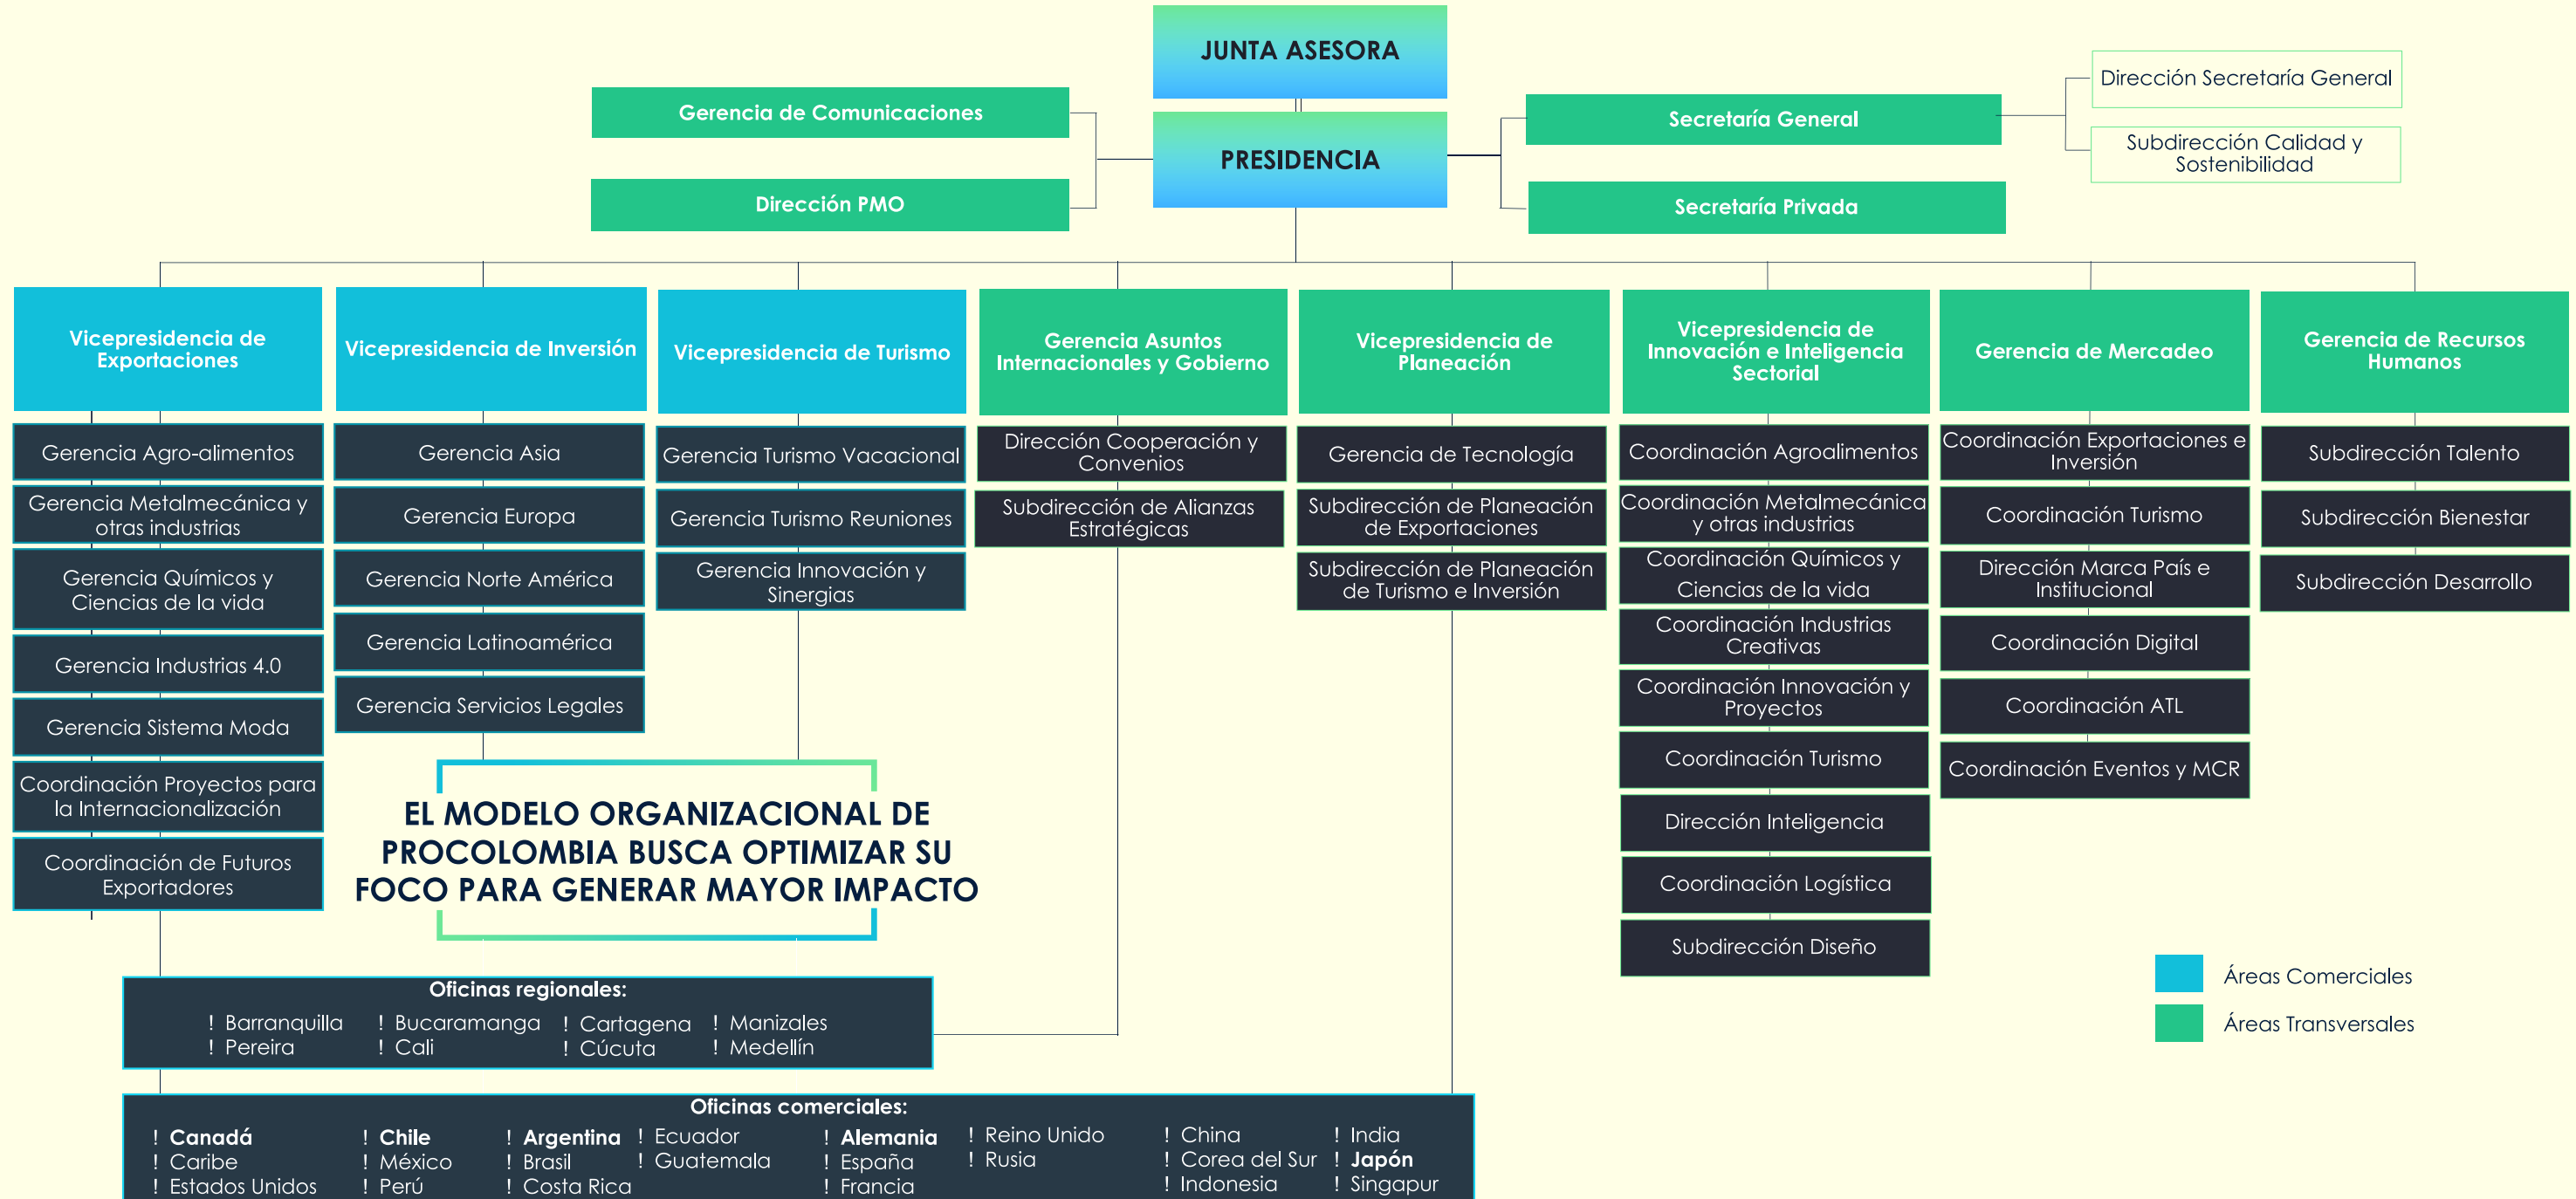 JUNTA ASESORA
PRESIDENCIA
Gerencia de Comunicaciones
Dirección PMO
Secretaría General
Secretaría Privada
Dirección Secretaría General
Subdirección Calidad y
Sostenibilidad
Vicepresidencia de
Exportaciones
Gerencia Agro-alimentos
Gerencia Metalmecánica y
otras industrias
Gerencia Químicos y
Ciencias de la vida
Gerencia Industrias 4.0
Gerencia Sistema Moda
Coordinación Proyectos para
la Internacionalización
Coordinación de Futuros
Exportadores
Vicepresidencia de Inversión
Gerencia Asia
Gerencia Europa
Gerencia Norte América
Gerencia Latinoamérica
Gerencia Servicios Legales
Vicepresidencia de Turismo
Gerencia Turismo Vacacional
Gerencia Turismo Reuniones
Gerencia Innovación y
Sinergias
Gerencia Asuntos
Internacionales y Gobierno
Dirección Cooperación y
Convenios
Subdirección de Alianzas
Estratégicas
Vicepresidencia de
Planeación
Gerencia de Tecnología
Subdirección de Planeación
de Exportaciones
Subdirección de Planeación
de Turismo e Inversión
Vicepresidencia de
Innovación e Inteligencia
Sectorial
Coordinación Agroalimentos
Coordinación Metalmecánica
y otras industrias
Coordinación Químicos y
Ciencias de la vida
Coordinación Industrias
Creativas
Coordinación Innovación y
Proyectos
Coordinación Turismo
Dirección Inteligencia
Coordinación Logística
Subdirección Diseño
Gerencia de Mercadeo
Coordinación Exportaciones e
Inversión
Coordinación Turismo
Dirección Marca País e
Institucional
Coordinación Digital
Coordinación ATL
Coordinación Eventos y MCR
Gerencia de Recursos
Humanos
Subdirección Talento
Subdirección Bienestar
Subdirección Desarrollo
EL MODELO ORGANIZACIONAL DE
PROCOLOMBIA BUSCA OPTIMIZAR SU
FOCO PARA GENERAR MAYOR IMPACTO
Oficinas regionales:
! Barranquilla
! Pereira
! Bucaramanga
! Cali
! Cartagena
! Cúcuta
! Manizales
! Medellín
Oficinas comerciales:
! Canadá
! Caribe
! Estados Unidos
! Chile
! México
! Perú
! Argentina
! Brasil
! Costa Rica
! Ecuador
! Guatemala
! Alemania
! España
! Francia
! Reino Unido
! Rusia
! China
! Corea del Sur
! Indonesia
! India
! Japón
! Singapur
Áreas Comerciales
Áreas Transversales